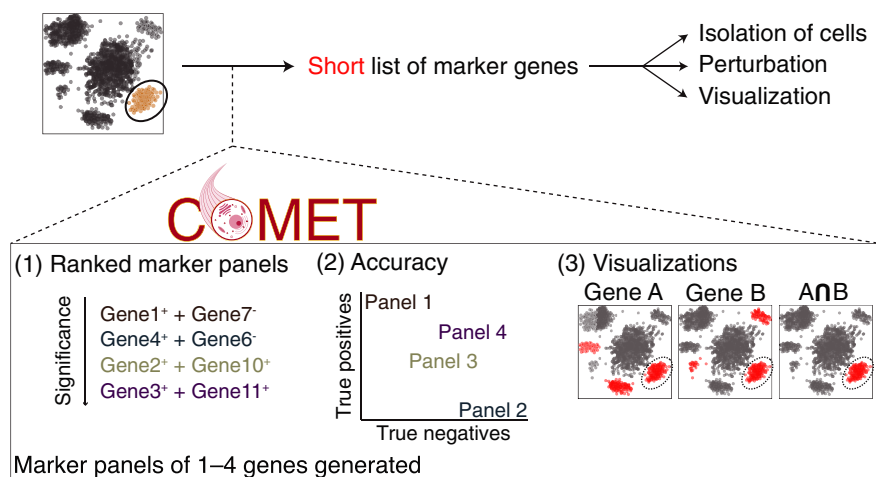 Short list of marker genes
Isolation of cells
Perturbation
Visualization
COMET
(1) Ranked marker panels
Significance
Gene1⁺ + Gene7⁻
Gene4⁺ + Gene6⁻
Gene2⁺ + Gene10⁺
Gene3⁺ + Gene11⁺
(2) Accuracy
True positives
Panel 1
Panel 4
Panel 3
Panel 2
True negatives
(3) Visualizations
Gene A Gene B A∩B
Marker panels of 1–4 genes generated